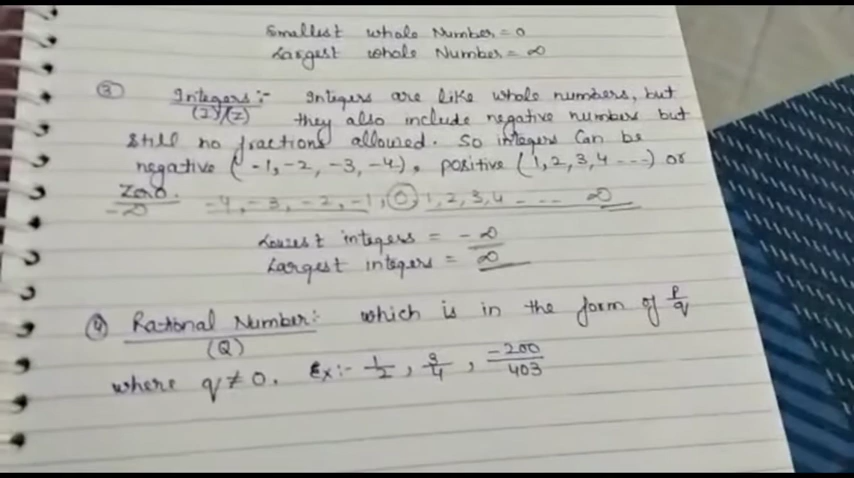 Smallest whole Number = 0
Largest whole Number = ∞
③ Integers :- Integers are like whole numbers, but
(I)/(Z) they also include negative numbers but
still no fractions allowed. So integers Can be
negative (-1, -2, -3, -4), positive (1, 2, 3, 4 ---) or
Zero.
-∞ -4, -3, -2, -1, 0, 1, 2, 3, 4 - - -- ∞
Lowest integers = -∞
Largest integers = ∞
④ Rational Number: which is in the form of p/q
(Q)
where q ≠ 0. Ex:- 1/2, 9/4, -200/403